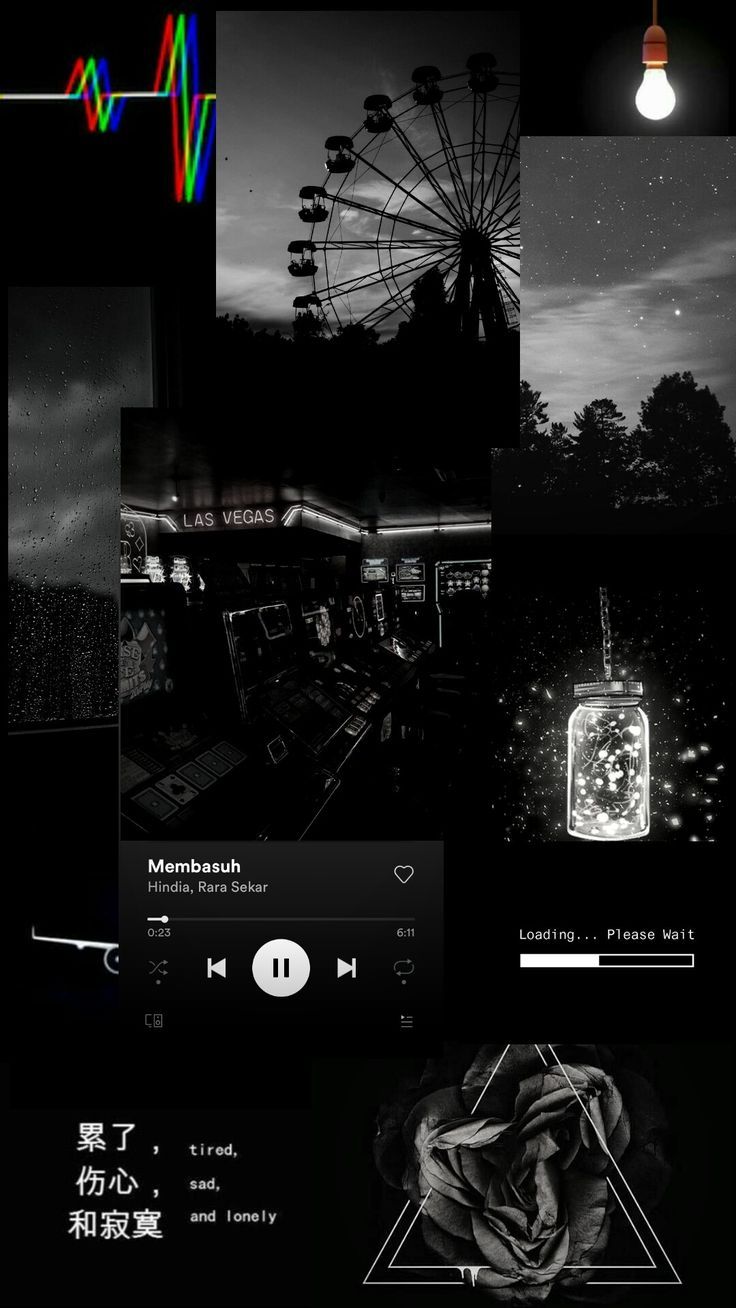 LAS VEGAS
Membasuh
Hindia, Rara Sekar
0:23
6:11
Loading... Please Wait
累了，
伤心，
和寂寞
tired,
sad,
and lonely